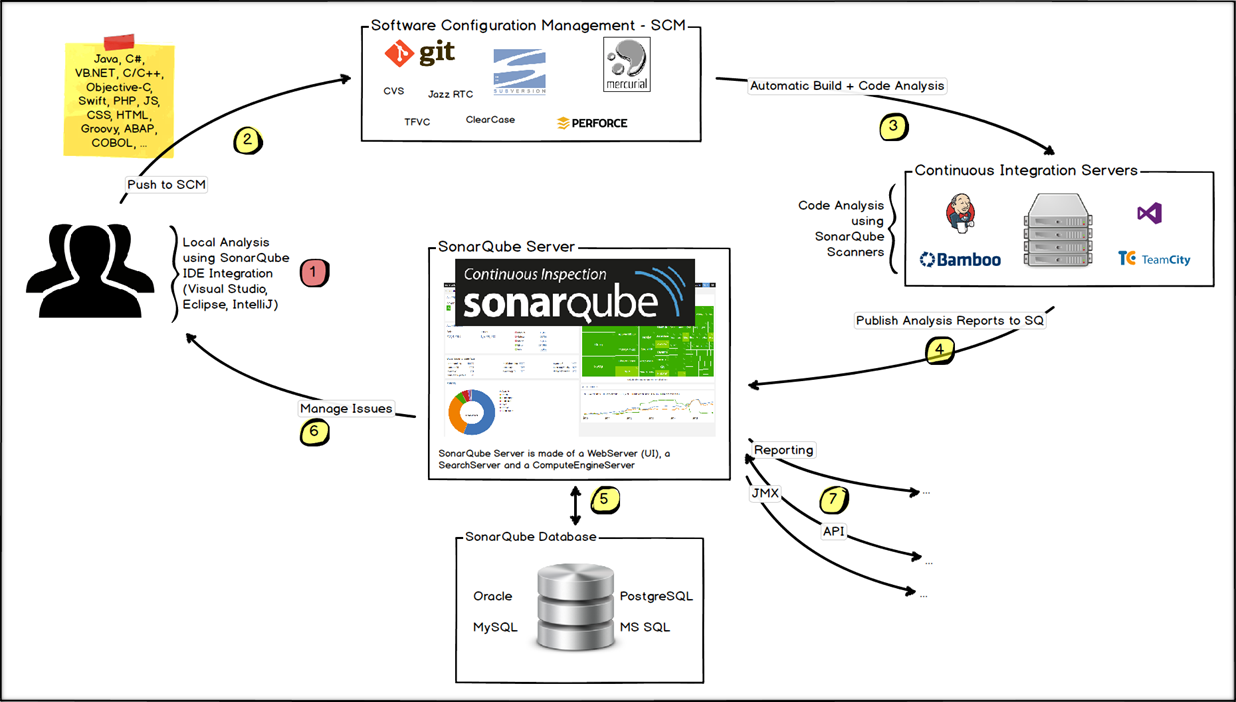 Software Configuration Management - SCM
git
SUBVERSION
mercurial
CVS
Jazz RTC
TFVC
ClearCase
PERFORCE
Java, C#,
VB.NET, C/C++,
Objective-C,
Swift, PHP, JS,
CSS, HTML,
Groovy, ABAP,
COBOL, ...
2
Push to SCM
Automatic Build + Code Analysis
3
Continuous Integration Servers
Code Analysis
using
SonarQube
Scanners
Bamboo
TC TeamCity
Local Analysis
using SonarQube
IDE Integration
(Visual Studio,
Eclipse, IntelliJ)
1
SonarQube Server
Continuous Inspection
sonarqube
SonarQube Server is made of a WebServer (UI), a
SearchServer and a ComputeEngineServer
Publish Analysis Reports to SQ
4
Manage Issues
6
Reporting
...
JMX
7
API
...
...
5
SonarQube Database
Oracle
PostgreSQL
MySQL
MS SQL